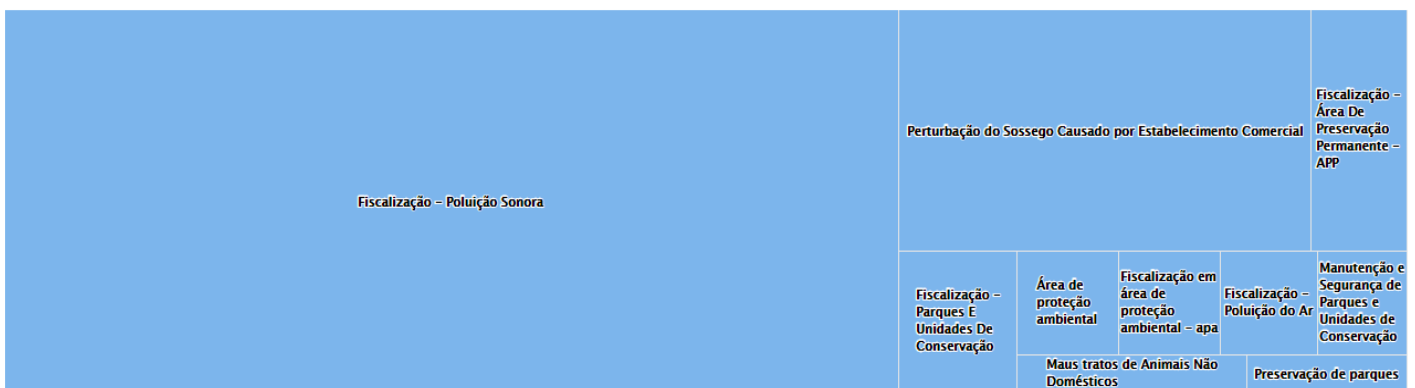 Fiscalização - Poluição Sonora
Perturbação do Sossego Causado por Estabelecimento Comercial
Fiscalização -
Área De
Preservação
Permanente -
APP
Fiscalização -
Parques E
Unidades De
Conservação
Área de
proteção
ambiental
Fiscalização em
área de
proteção
ambiental - apa
Fiscalização -
Poluição do Ar
Manutenção e
Segurança de
Parques e
Unidades de
Conservação
Maus tratos de Animais Não
Domésticos
Preservação de parques